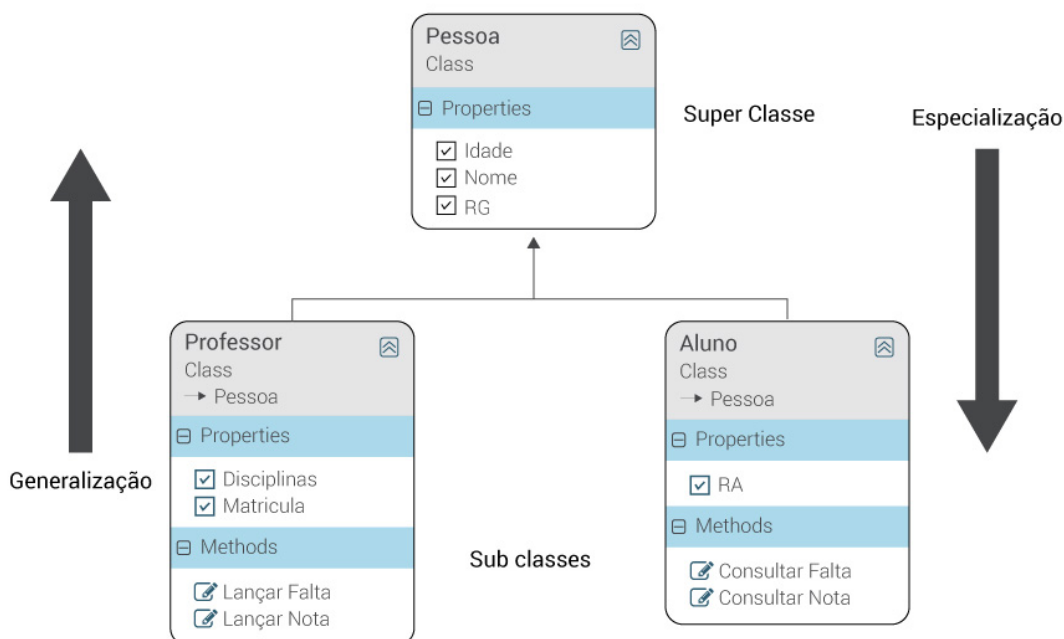 Pessoa
Class
Properties
Idade
Nome
RG
Super Classe
Especialização
Generalização
Professor
Class
Pessoa
Properties
Disciplinas
Matricula
Methods
Lançar Falta
Lançar Nota
Sub classes
Aluno
Class
Pessoa
Properties
RA
Methods
Consultar Falta
Consultar Nota